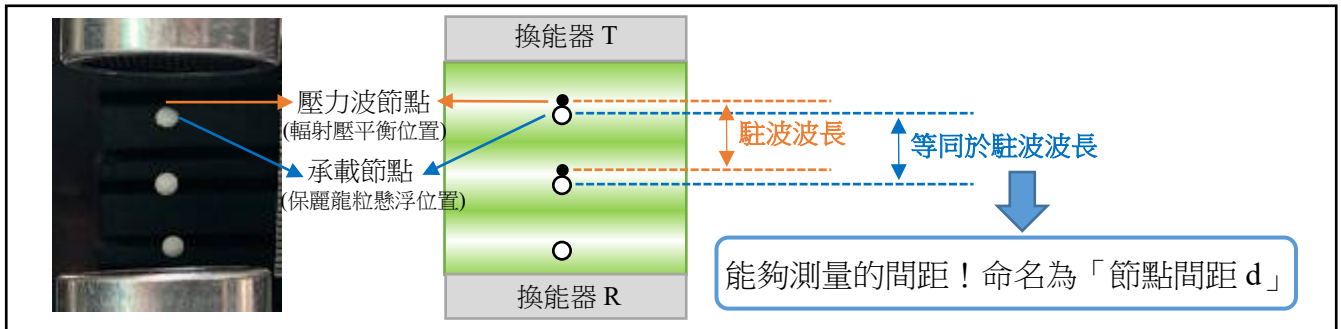 換能器 T
壓力波節點
(輻射壓平衡位置)
承載節點
(保麗龍粒懸浮位置)
駐波波長
等同於駐波波長
能夠測量的間距！命名為「節點間距 d」
換能器 R